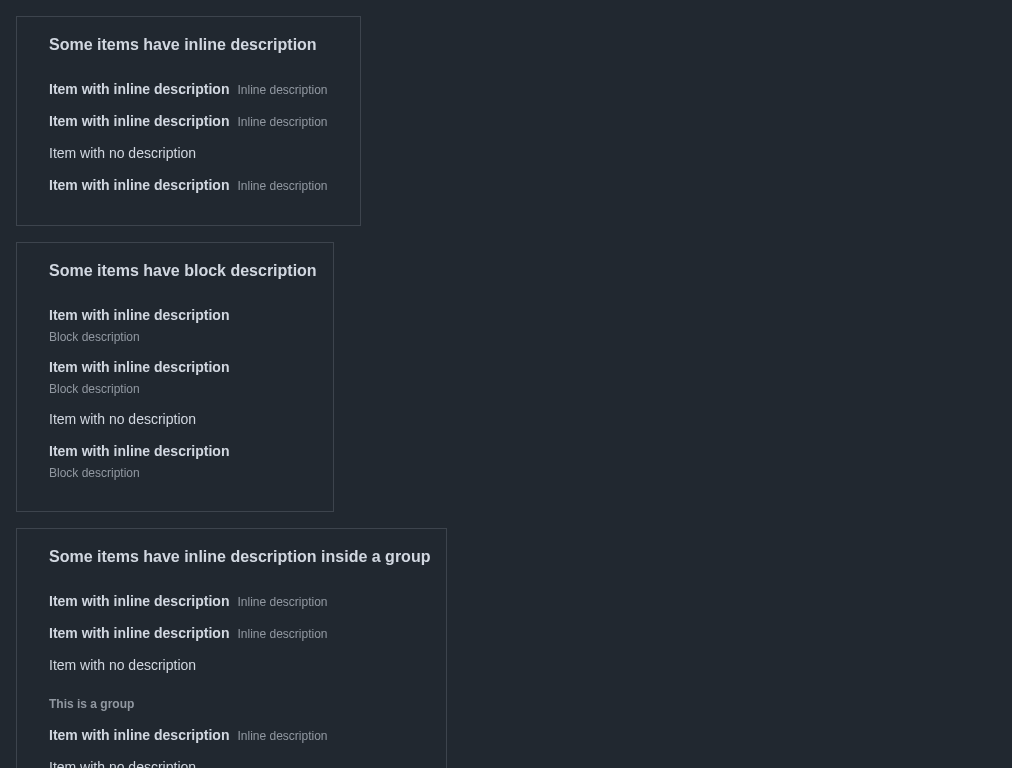 Some items have inline description
Item with inline description Inline description
Item with inline description Inline description
Item with no description
Item with inline description Inline description
Some items have block description
Item with inline description
Block description
Item with inline description
Block description
Item with no description
Item with inline description
Block description
Some items have inline description inside a group
Item with inline description Inline description
Item with inline description Inline description
Item with no description
This is a group
Item with inline description Inline description
Item with no description